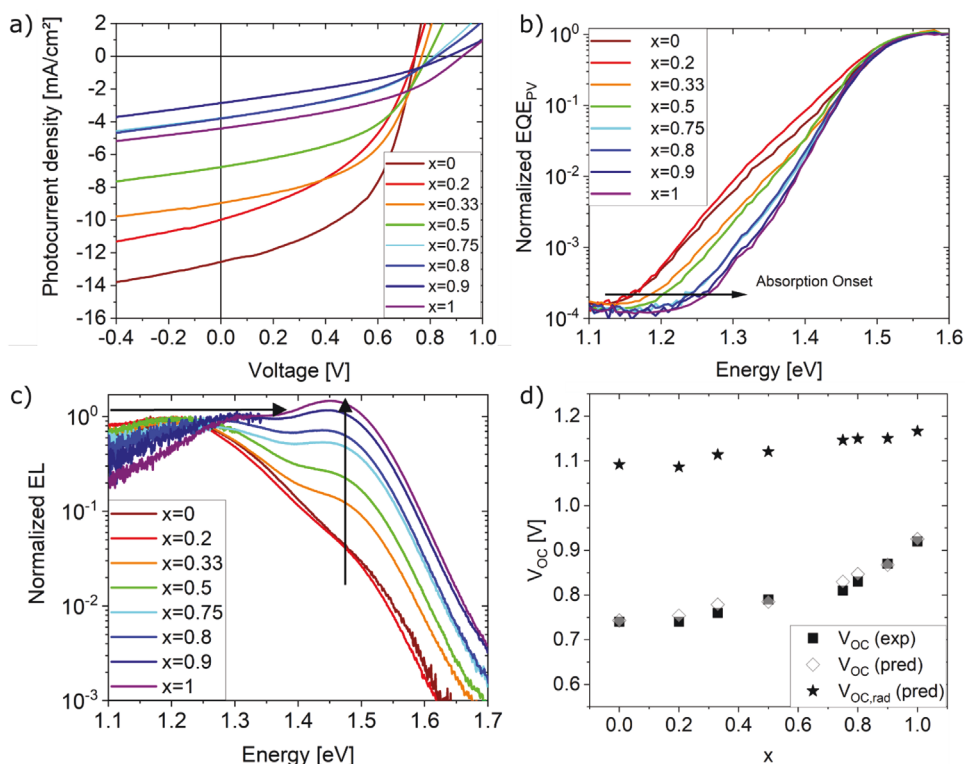 a)
Photocurrent density [mA/cm²]
2
0
-2
-4
-6
-8
-10
-12
-14
-16
-0.4 -0.2 0.0 0.2 0.4 0.6 0.8 1.0
Voltage [V]
x=0
x=0.2
x=0.33
x=0.5
x=0.75
x=0.8
x=0.9
x=1
b)
Normalized EQE_PV
10⁰
10⁻¹
10⁻²
10⁻³
10⁻⁴
1.1 1.2 1.3 1.4 1.5 1.6
Energy [eV]
x=0
x=0.2
x=0.33
x=0.5
x=0.75
x=0.8
x=0.9
x=1
Absorption Onset
c)
Normalized EL
10⁰
10⁻¹
10⁻²
10⁻³
1.1 1.2 1.3 1.4 1.5 1.6 1.7
Energy [eV]
x=0
x=0.2
x=0.33
x=0.5
x=0.75
x=0.8
x=0.9
x=1
d)
V_OC [V]
1.2
1.1
1.0
0.9
0.8
0.7
0.6
0.0 0.2 0.4 0.6 0.8 1.0
x
V_OC (exp)
V_OC (pred)
V_OC,rad (pred)